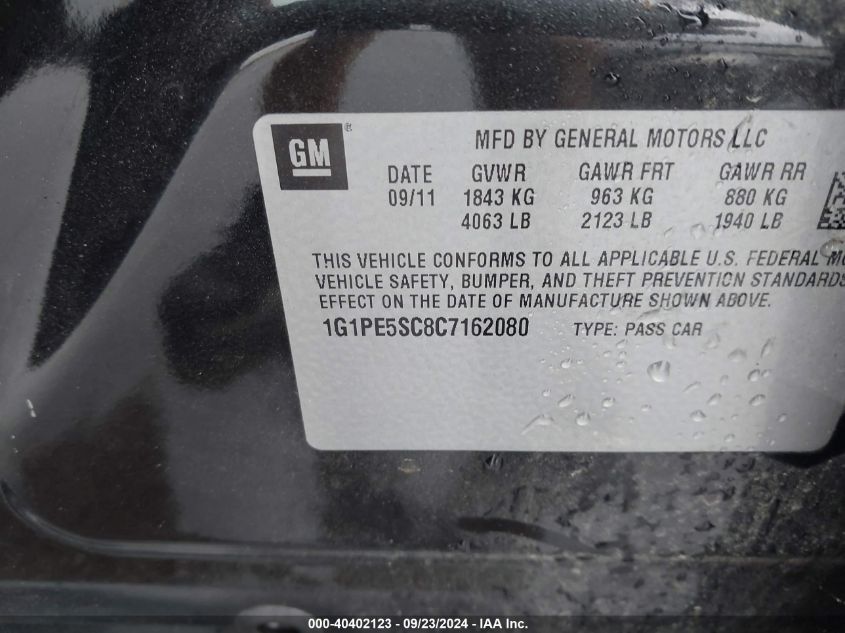 GM®
MFD BY GENERAL MOTORS LLC
DATE GVWR GAWR FRT GAWR RR
09/11 1843 KG 963 KG 880 KG
4063 LB 2123 LB 1940 LB
THIS VEHICLE CONFORMS TO ALL APPLICABLE U.S. FEDERAL
VEHICLE SAFETY, BUMPER, AND THEFT PREVENTION STANDARDS
EFFECT ON THE DATE OF MANUFACTURE SHOWN ABOVE.
1G1PE5SC8C7162080 TYPE: PASS CAR
000-40402123 - 09/23/2024 - IAA Inc.